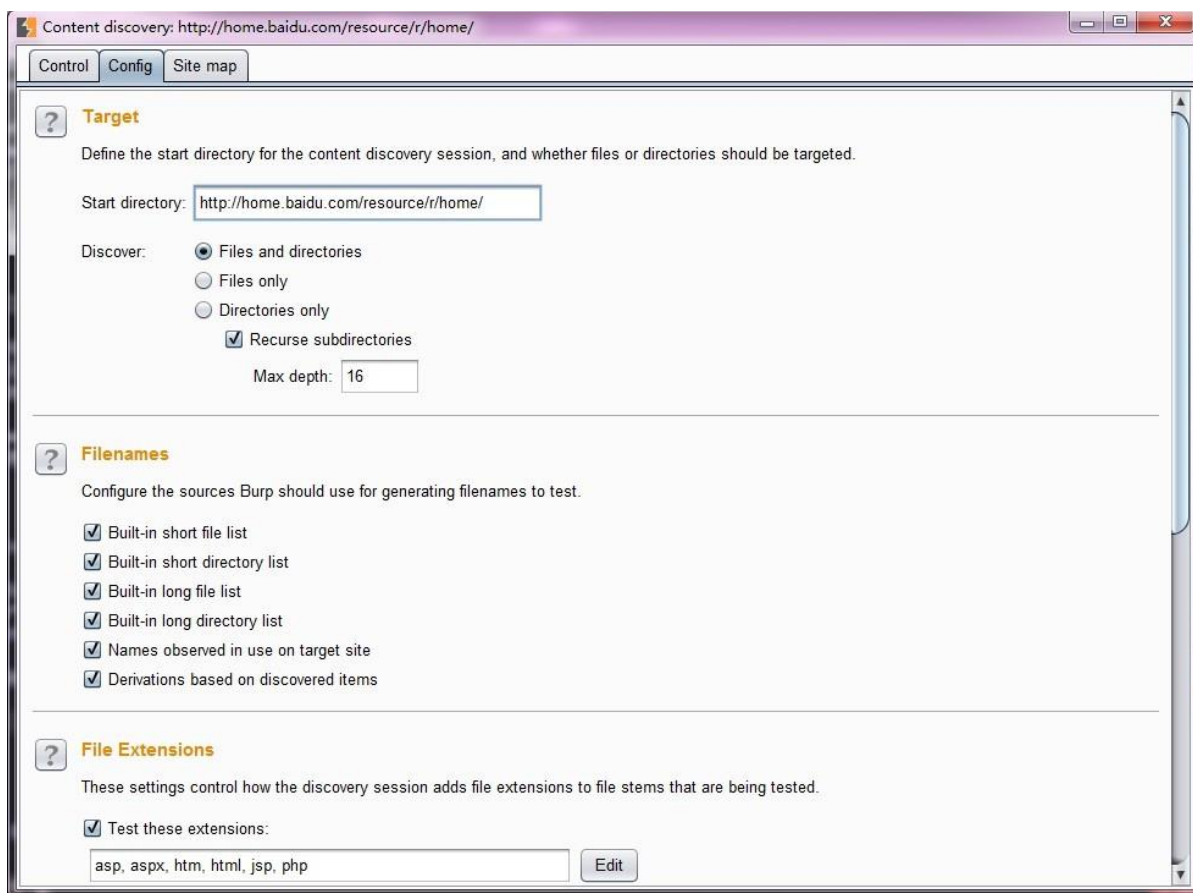 Content discovery: http://home.baidu.com/resource/r/home/
Control Config Site map
? Target
Define the start directory for the content discovery session, and whether files or directories should be targeted.
Start directory: http://home.baidu.com/resource/r/home/
Discover: Files and directories
Files only
Directories only
Recurse subdirectories
Max depth: 16
? Filenames
Configure the sources Burp should use for generating filenames to test.
Built-in short file list
Built-in short directory list
Built-in long file list
Built-in long directory list
Names observed in use on target site
Derivations based on discovered items
? File Extensions
These settings control how the discovery session adds file extensions to file stems that are being tested.
Test these extensions:
asp, aspx, htm, html, jsp, php Edit